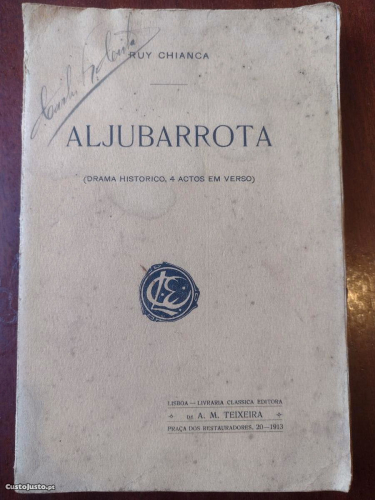 RUY CHIANCA
ALJUBARROTA
(DRAMA HISTORICO, 4 ACTOS EM VERSO)
LISBOA — LIVRARIA CLASSICA EDITORA
DE A. M. TEIXEIRA
PRAÇA DOS RESTAURADORES, 20 — 1913
© CustoJusto.pt